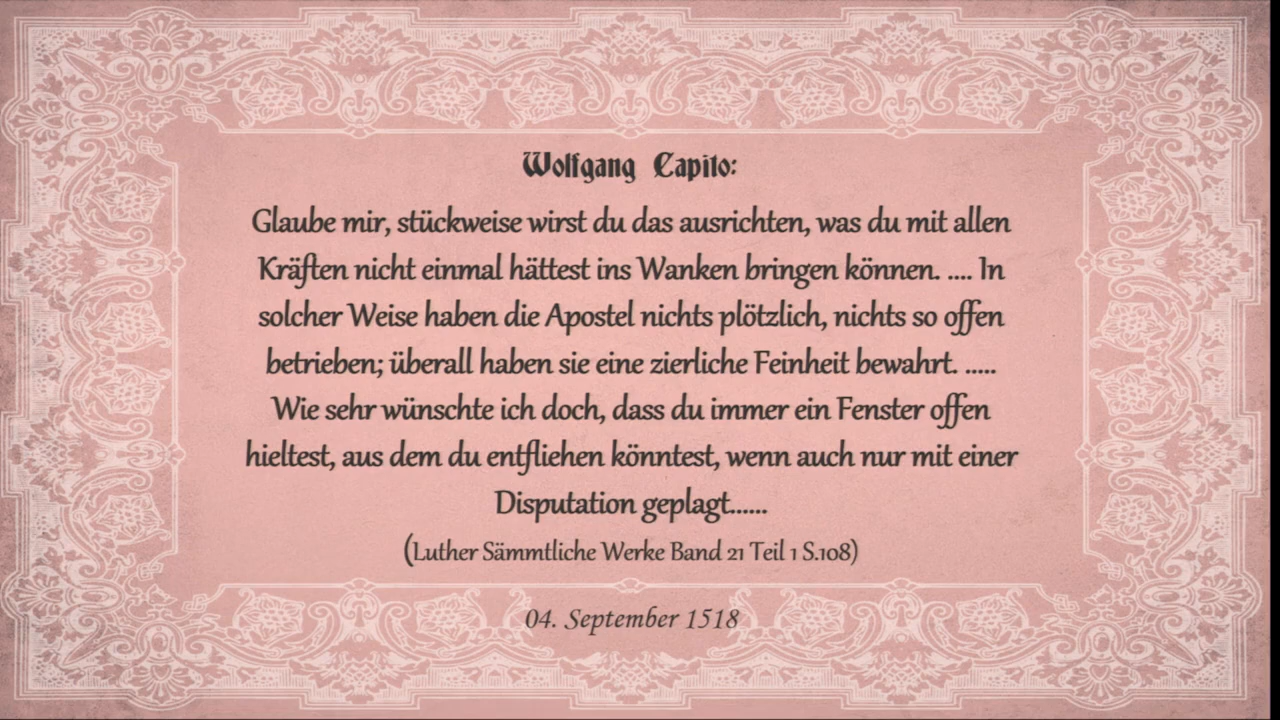 Wolfgang Capito:
Glaube mir, stückweise wirst du das ausrichten, was du mit allen
Kräften nicht einmal hättest ins Wanken bringen können. .... In
solcher Weise haben die Apostel nichts plötzlich, nichts so offen
betrieben; überall haben sie eine zierliche Feinheit bewahrt. .....
Wie sehr wünschte ich doch, dass du immer ein Fenster offen
hieltest, aus dem du entfliehen könntest, wenn auch nur mit einer
Disputation geplagt......
(Luther Sämmtliche Werke Band 21 Teil 1 S.108)
04. September 1518